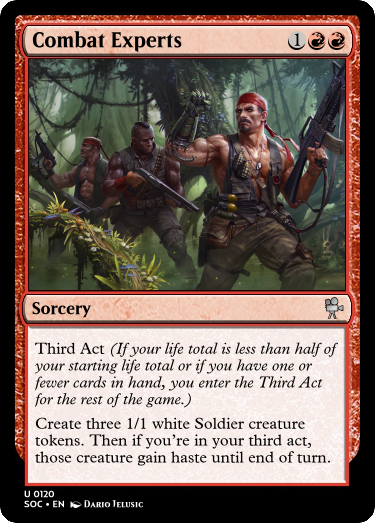 Combat Experts 1
Sorcery
Third Act (If your life total is less than half of
your starting life total or if you have one or
fewer cards in hand, you enter the Third Act
for the rest of the game.)
Create three 1/1 white Soldier creature
tokens. Then if you're in your third act,
those creature gain haste until end of turn.
U 0120
SOC • EN Dario Jelusic